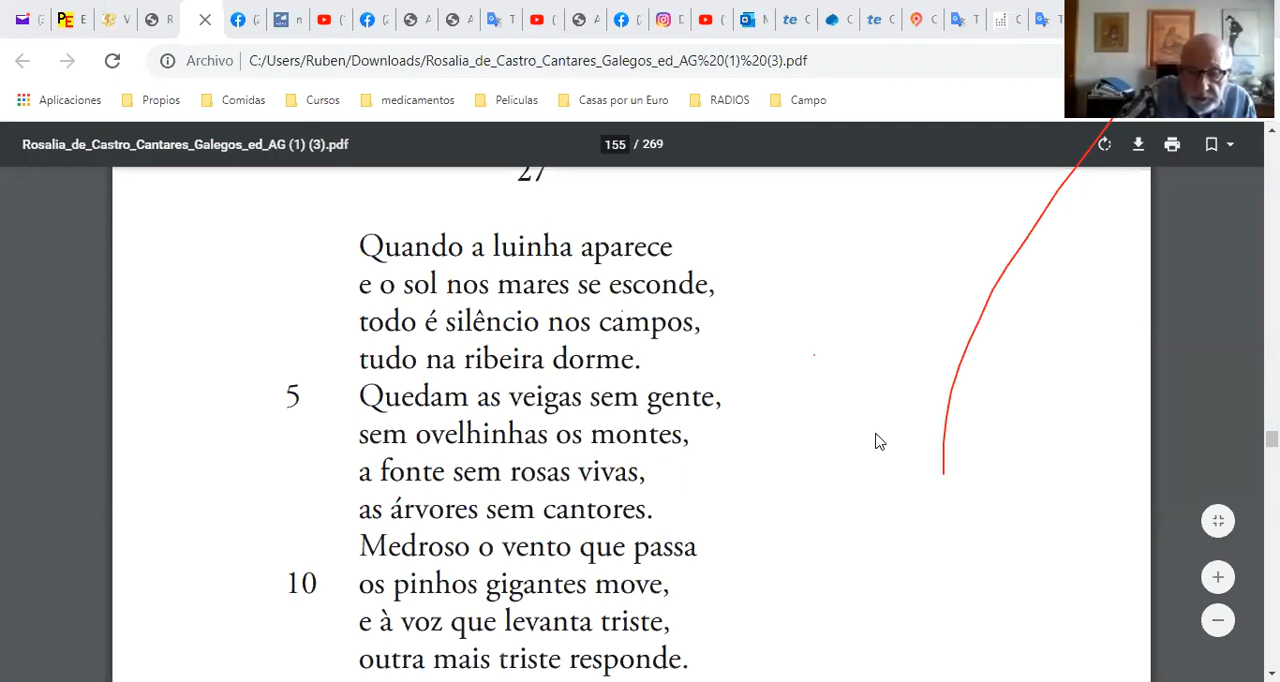 Archivo
C:/Users/Ruben/Downloads/Rosalia_de_Castro_Cantares_Galegos_ed_AG%20(1)%20(3).pdf
Aplicaciones Propios Comidas Cursos medicamentos Películas Casas por un Euro RADIOS Campo
Rosalia_de_Castro_Cantares_Galegos_ed_AG (1) (3).pdf 155 / 269
27
Quando a luinha aparece
e o sol nos mares se esconde,
todo é silêncio nos campos,
tudo na ribeira dorme.
5 Quedam as veigas sem gente,
sem ovelhinhas os montes,
a fonte sem rosas vivas,
as árvores sem cantores.
Medroso o vento que passa
10 os pinhos gigantes move,
e à voz que levanta triste,
outra mais triste responde.